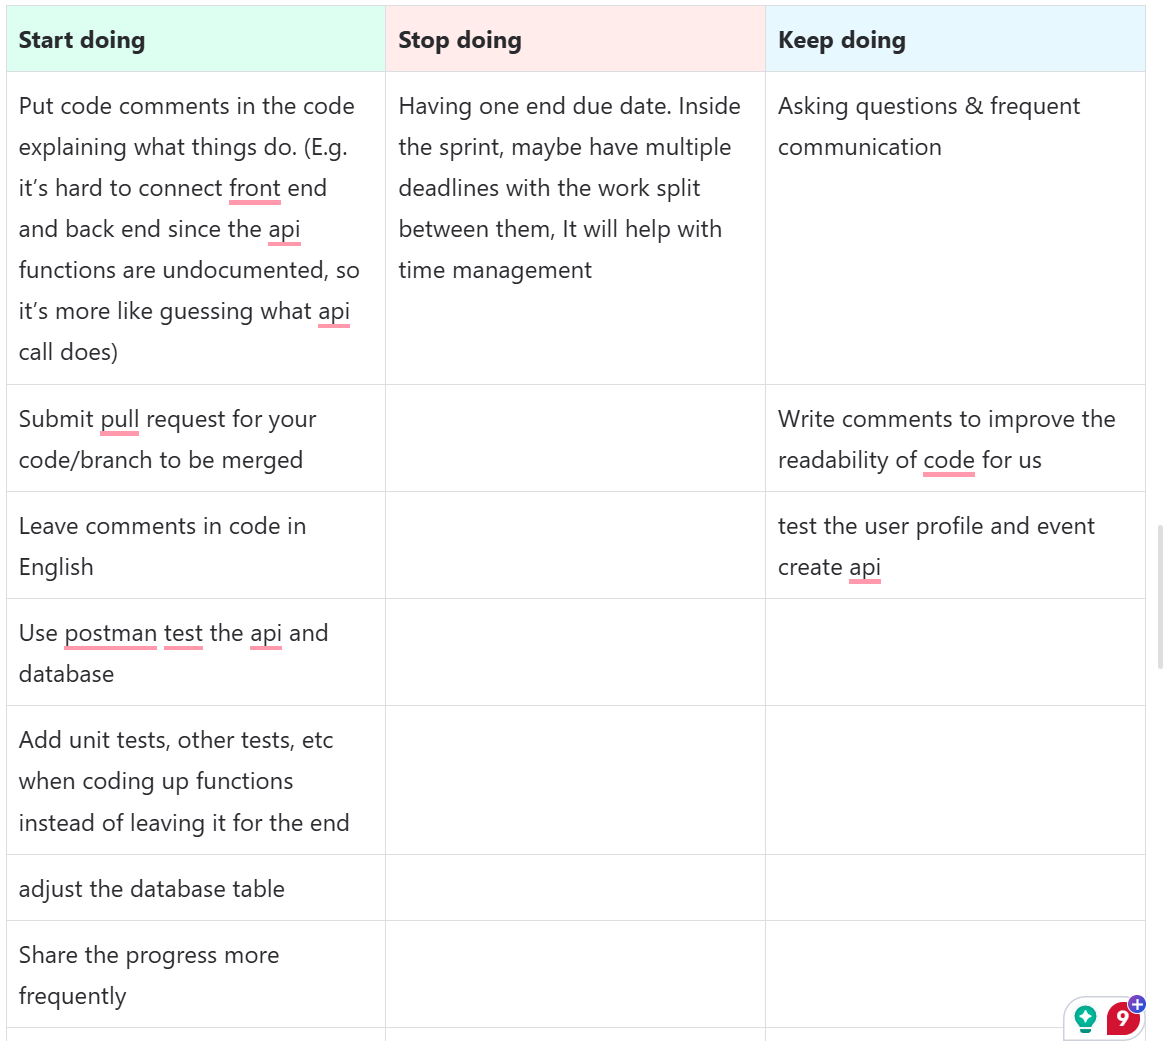 Start doing
Stop doing
Keep doing
Put code comments in the code
explaining what things do. (E.g.
it’s hard to connect front end
and back end since the api
functions are undocumented, so
it’s more like guessing what api
call does)
Having one end due date. Inside
the sprint, maybe have multiple
deadlines with the work split
between them, It will help with
time management
Asking questions & frequent
communication
Submit pull request for your
code/branch to be merged
Write comments to improve the
readability of code for us
Leave comments in code in
English
test the user profile and event
create api
Use postman test the api and
database
Add unit tests, other tests, etc
when coding up functions
instead of leaving it for the end
adjust the database table
Share the progress more
frequently
9